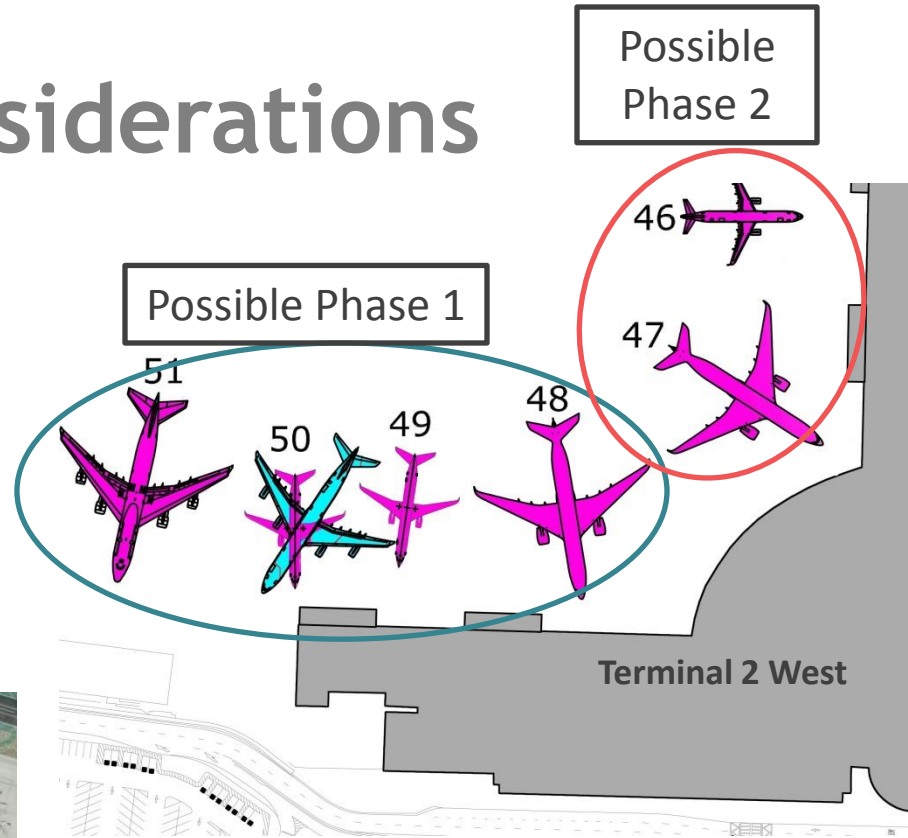 Possible
Phase 2
siderations
46
Possible Phase 1
47
51
48
49
50
Terminal 2 West